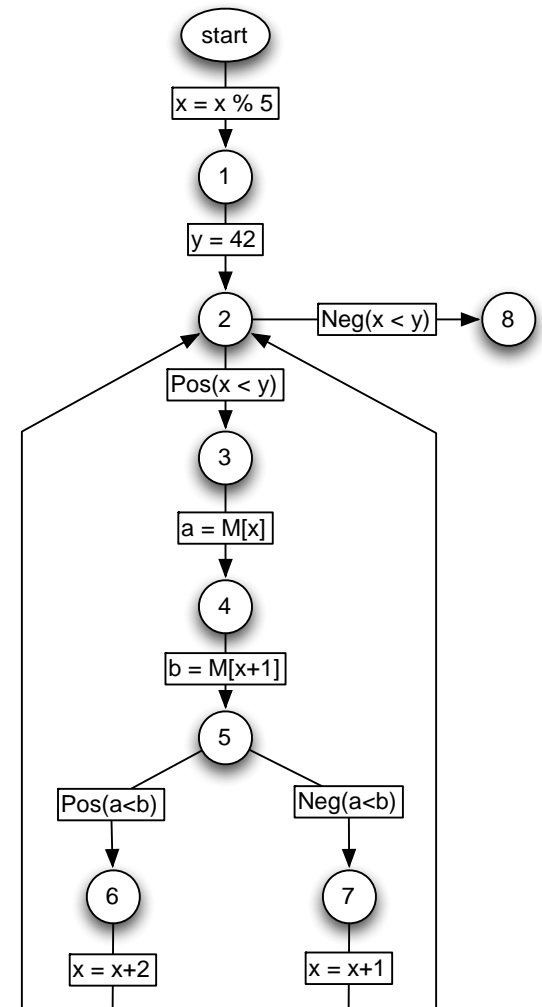 start
x = x % 5
1
y = 42
2
Neg(x < y)
8
Pos(x < y)
3
a = M[x]
4
b = M[x+1]
5
Pos(a<b)
Neg(a<b)
6
7
x = x+2
x = x+1